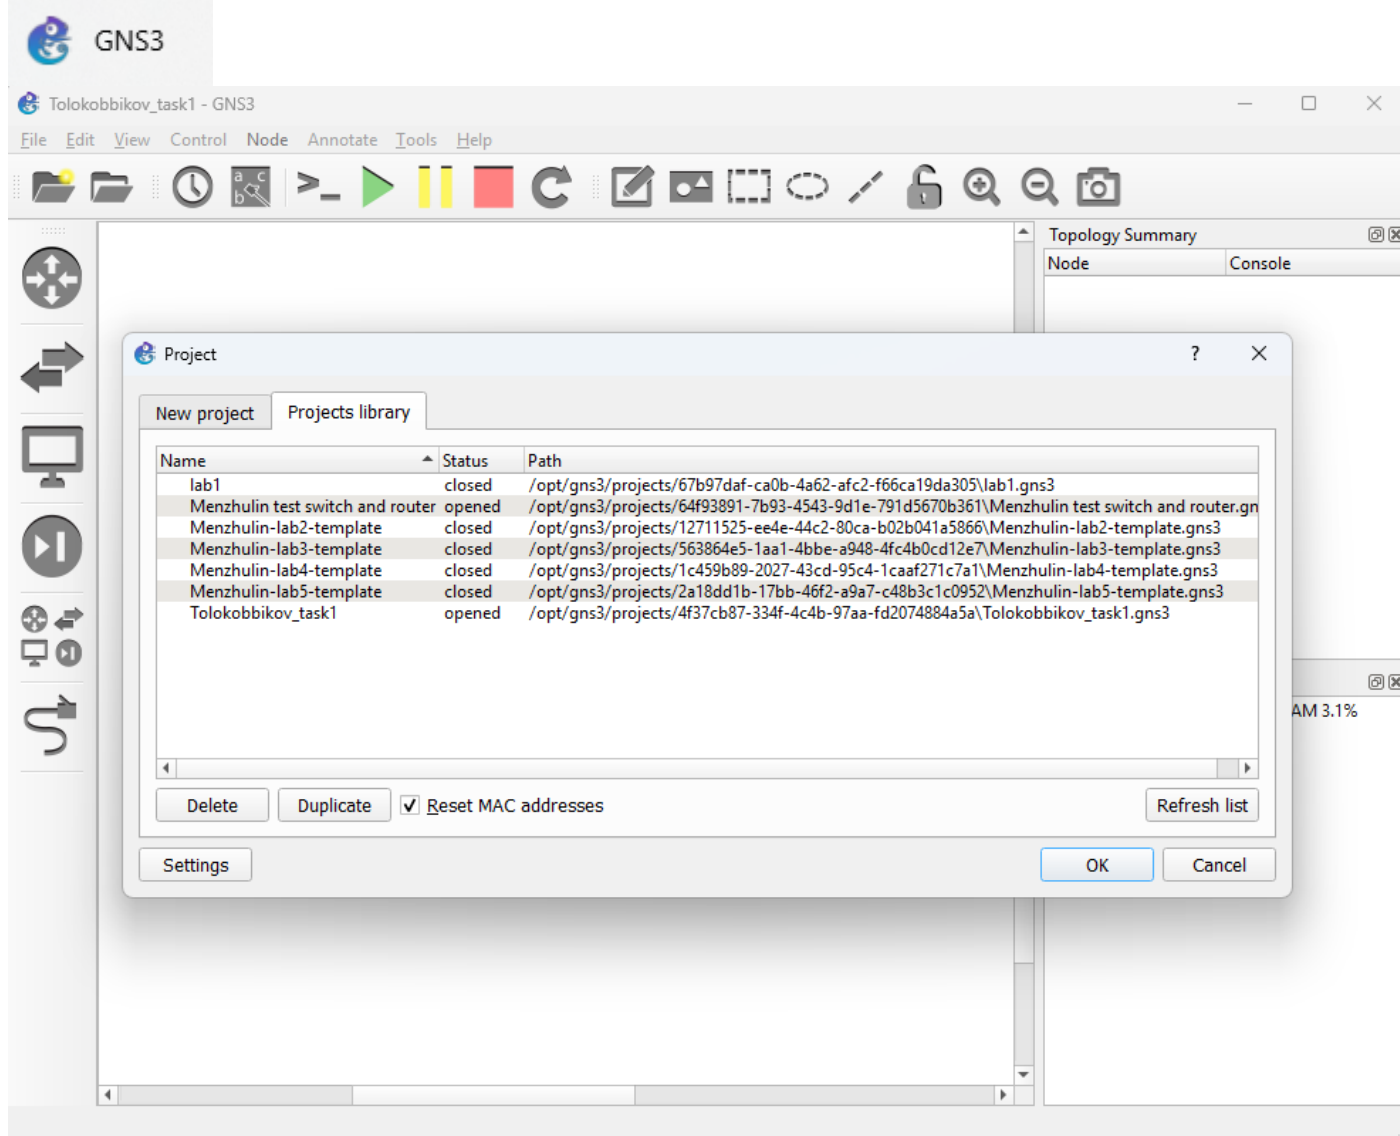 GNS3
Tolokobbikov_task1 - GNS3
File Edit View Control Node Annotate Tools Help
Topology Summary
Node Console
Project
New project Projects library
Name Status Path
lab1 closed /opt/gns3/projects/67b97daf-ca0b-4a62-afc2-f66ca19da305\lab1.gns3
Menzhulin test switch and router opened /opt/gns3/projects/64f93891-7b93-4543-9d1e-791d5670b361\Menzhulin test switch and router.gn
Menzhulin-lab2-template closed /opt/gns3/projects/12711525-ee4e-44c2-80ca-b02b041a5866\Menzhulin-lab2-template.gns3
Menzhulin-lab3-template closed /opt/gns3/projects/563864e5-1aa1-4bbe-a948-4fc4b0cd12e7\Menzhulin-lab3-template.gns3
Menzhulin-lab4-template closed /opt/gns3/projects/1c459b89-2027-43cd-95c4-1caaf271c7a1\Menzhulin-lab4-template.gns3
Menzhulin-lab5-template closed /opt/gns3/projects/2a18dd1b-17bb-46f2-a9a7-c48b3c1c0952\Menzhulin-lab5-template.gns3
Tolokobbikov_task1 opened /opt/gns3/projects/4f37cb87-334f-4c4b-97aa-fd2074884a5a\Tolokobbikov_task1.gns3
AM 3.1%
Delete Duplicate Reset MAC addresses Refresh list
Settings OK Cancel